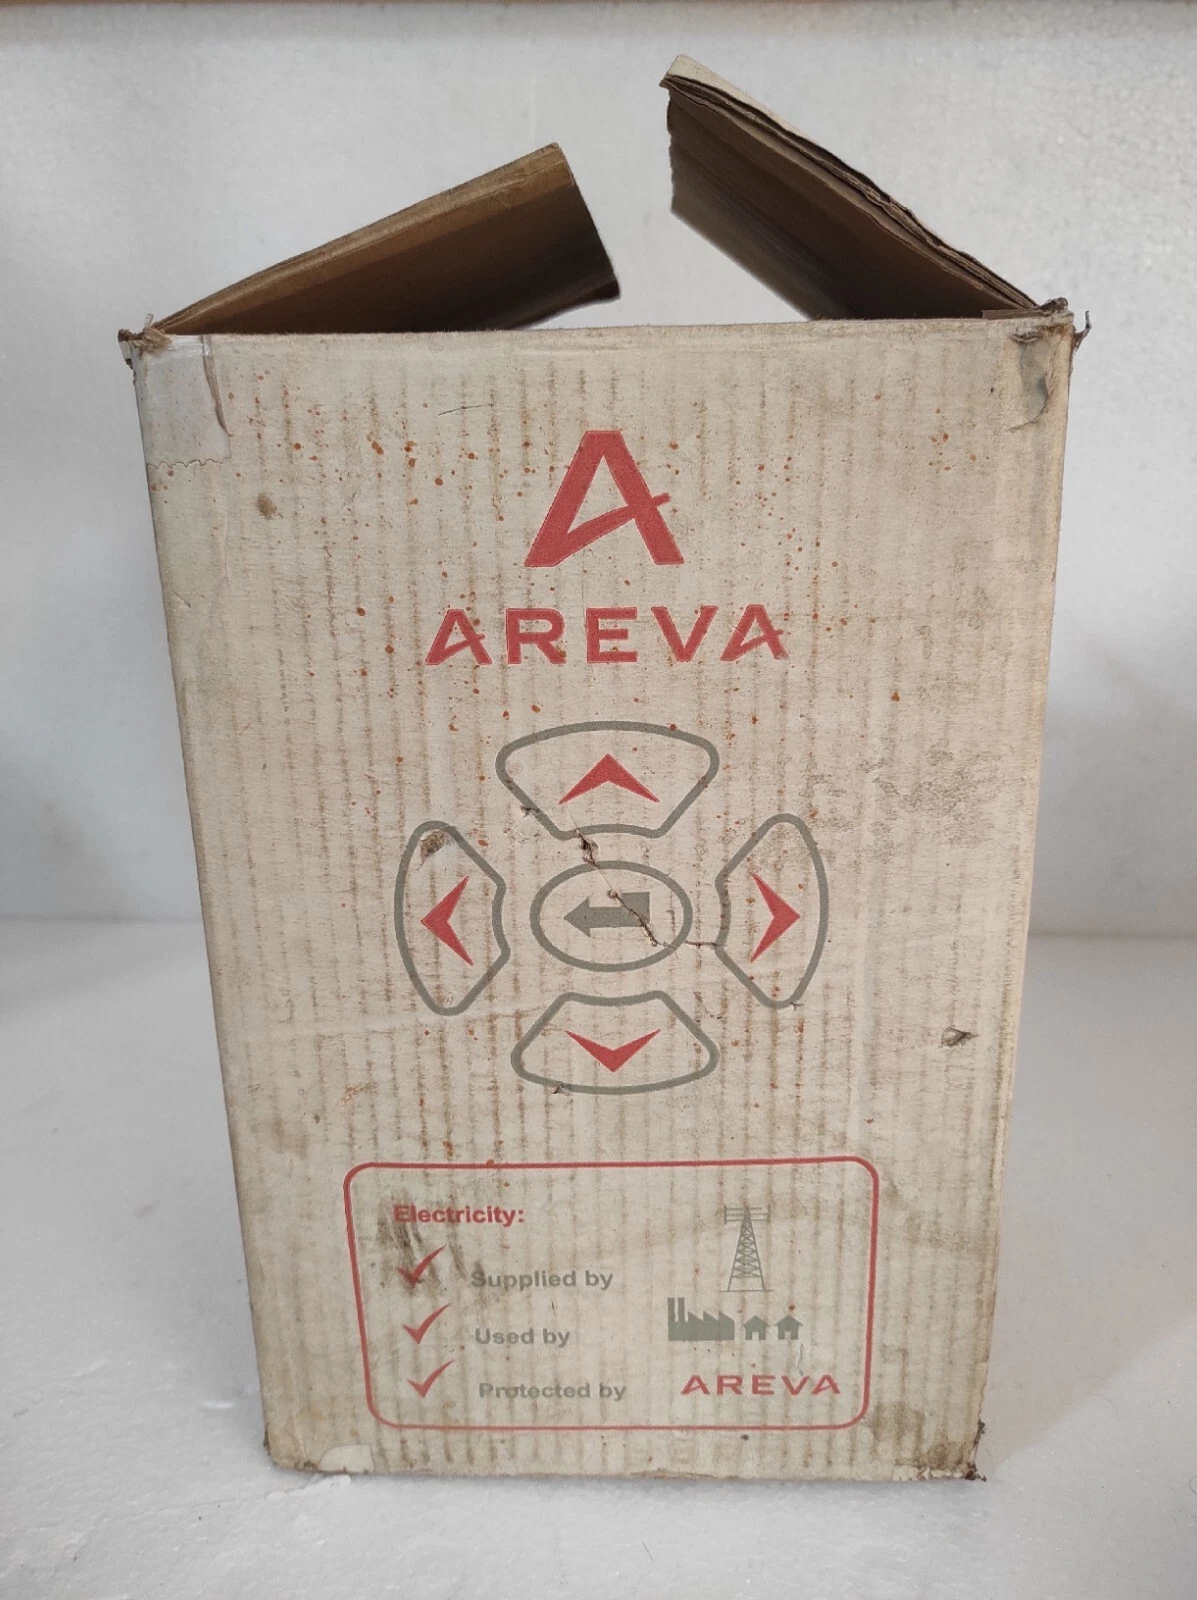 AREVA
Electricity:
Supplied by
Used by
Protected by AREVA